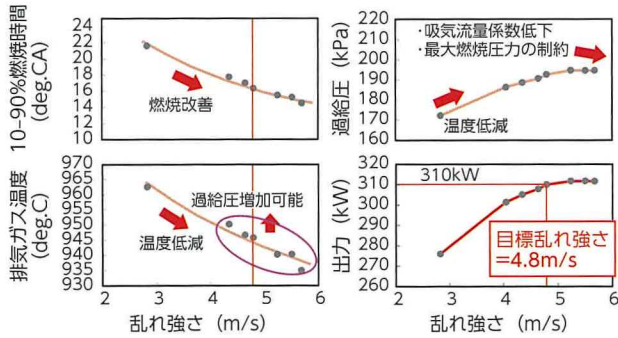 10-90%燃焼時間
(deg.CA)
24
22
20
18
16
14
12
10
燃焼改善
過給圧
(kPa)
230
210
190
170
150
・吸気流量係数低下
・最大燃焼圧力の制約
温度低減
排気ガス温度
(deg.C)
970
965
960
955
950
945
940
935
930
過給圧増加可能
温度低減
2
3
4
5
6
乱れ強さ (m/s)
出力
(kW)
320
310
300
290
280
270
260
310kW
目標乱れ強さ
=4.8m/s
2
3
4
5
6
乱れ強さ (m/s)